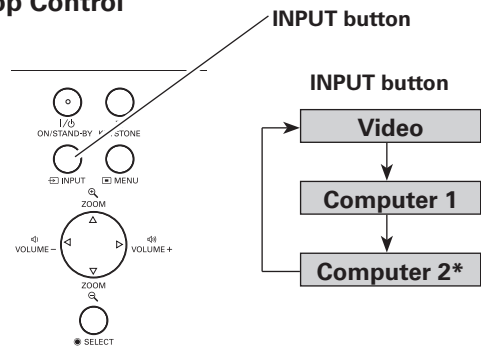 op Control
INPUT button
INPUT button
Video
Computer 1
Computer 2*
ON/STAND-BY
INPUT
MENU
ZOOM
VOLUME –
VOLUME +
ZOOM
SELECT